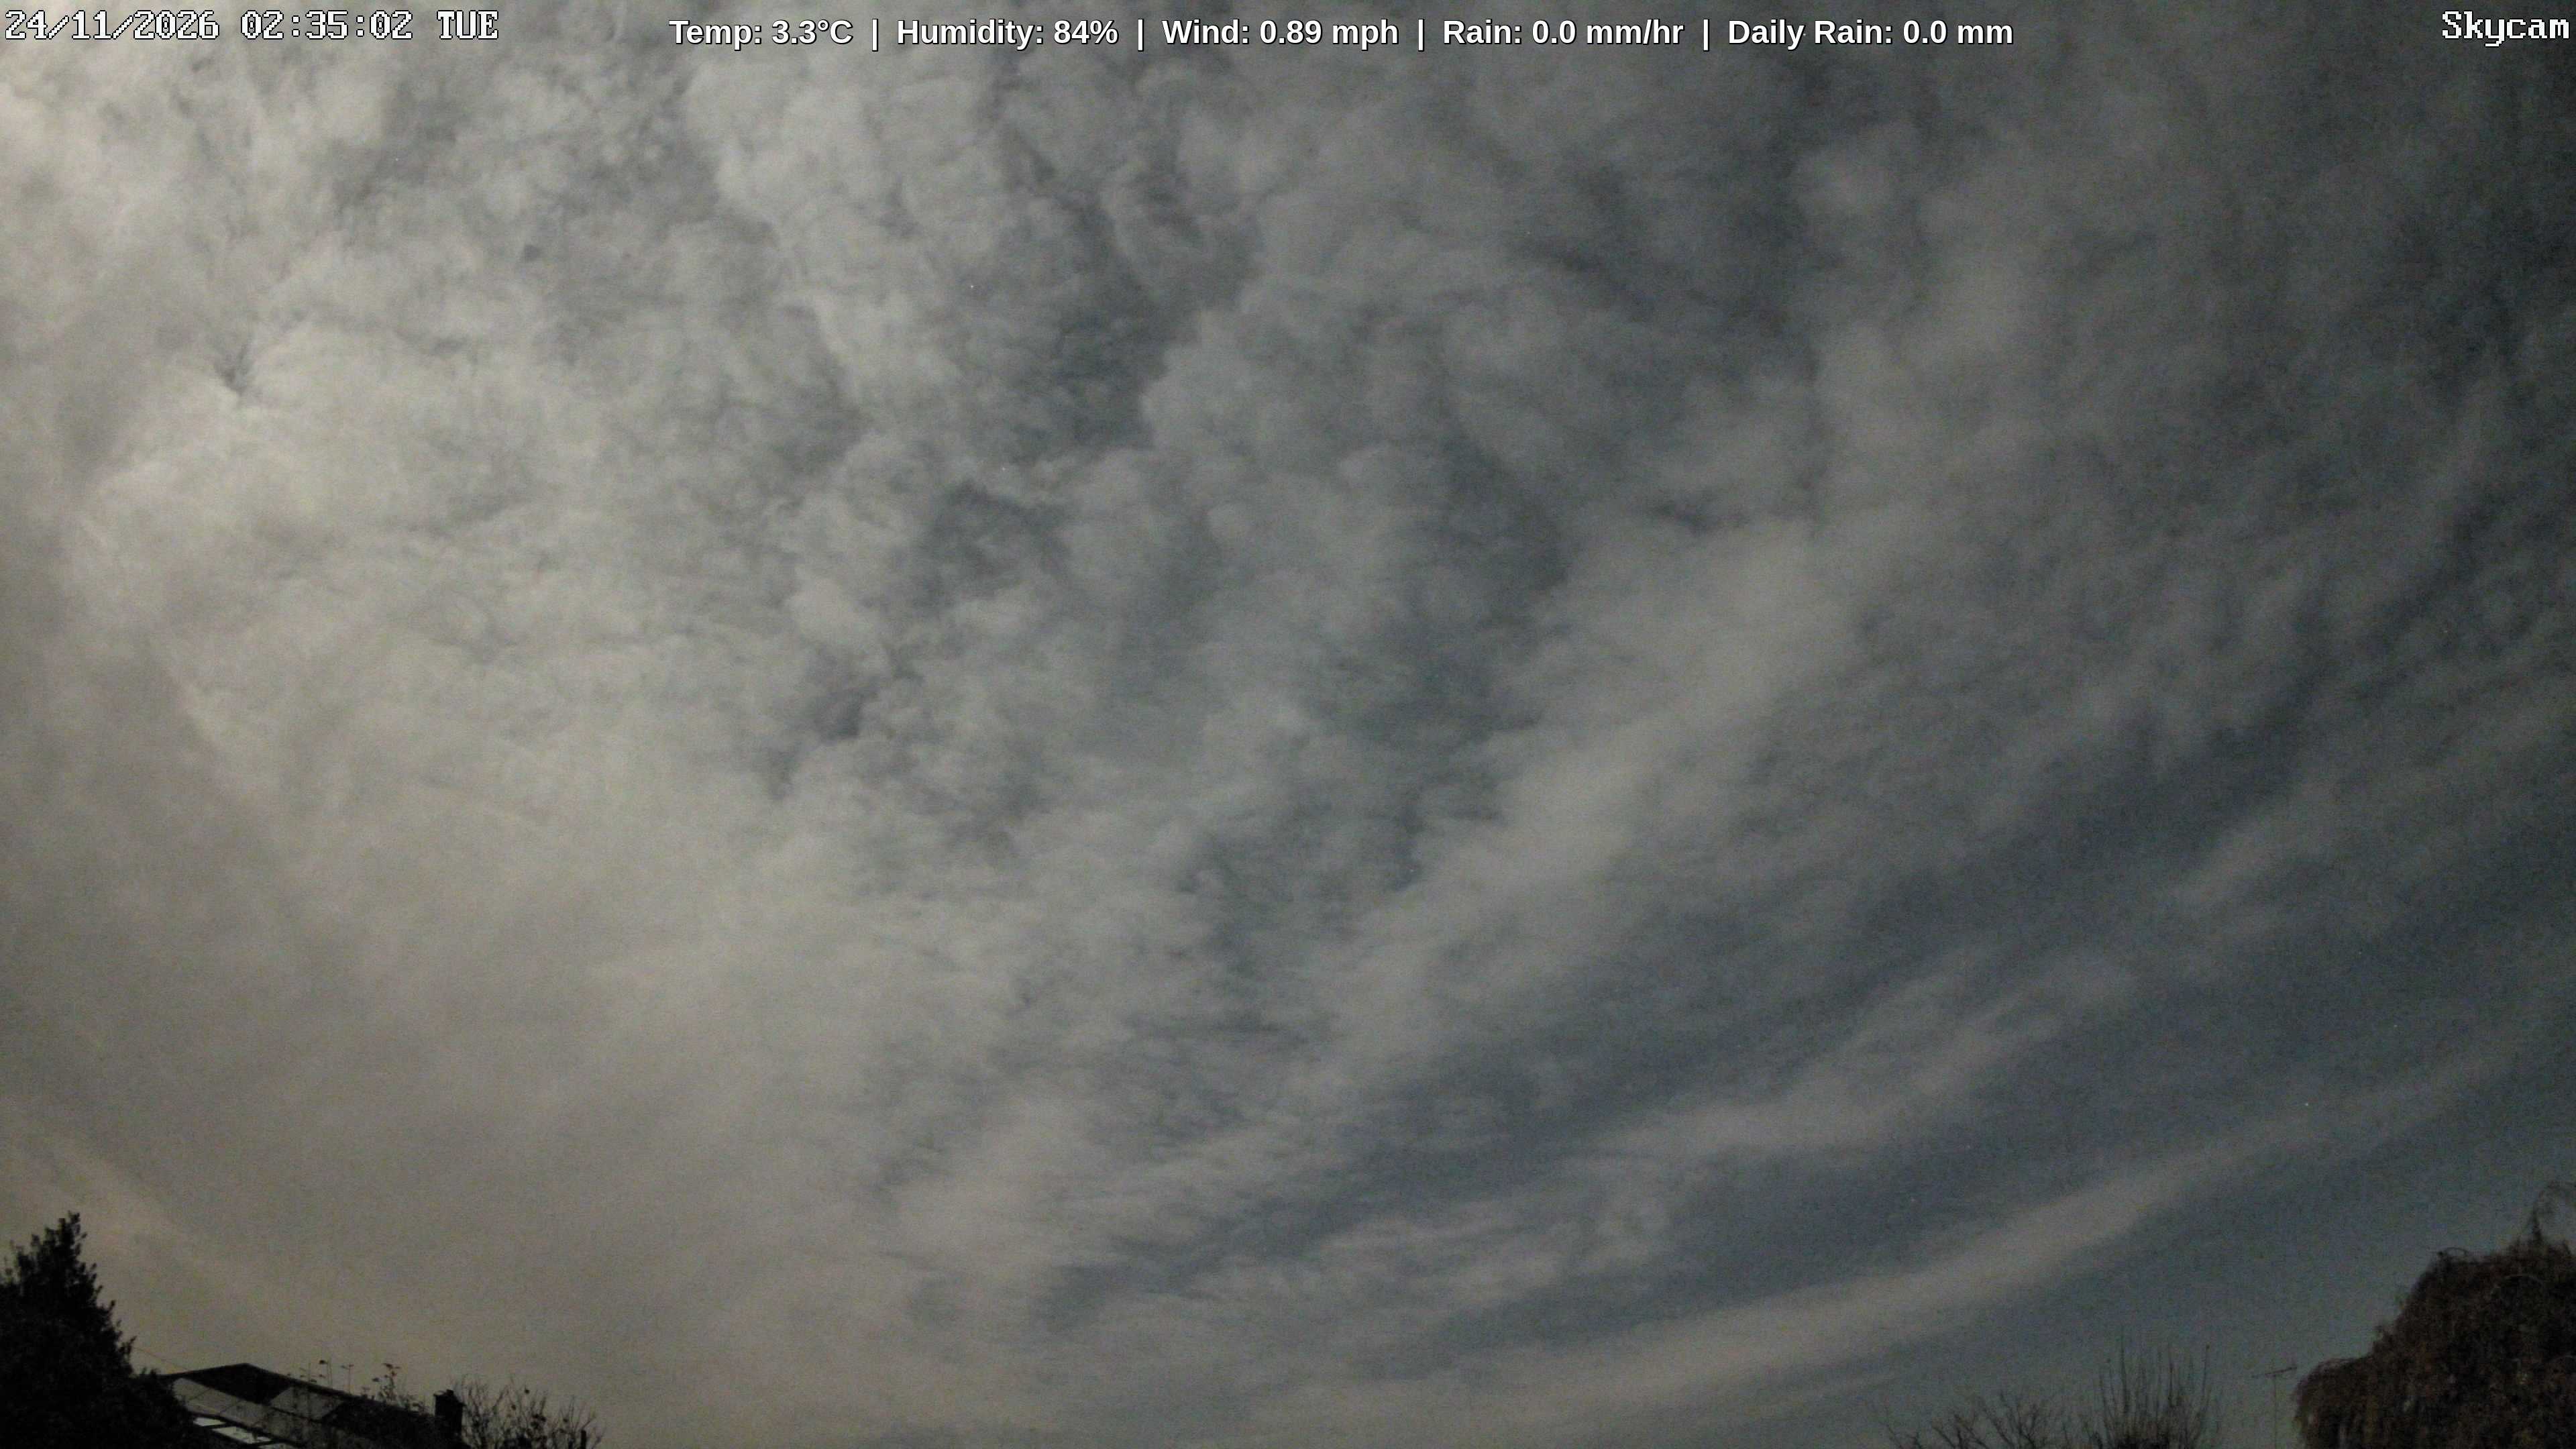 24/11/2026 02:35:02 TUE
Temp: 3.3°C | Humidity: 84% | Wind: 0.89 mph | Rain: 0.0 mm/hr | Daily Rain: 0.0 mm
Skycam